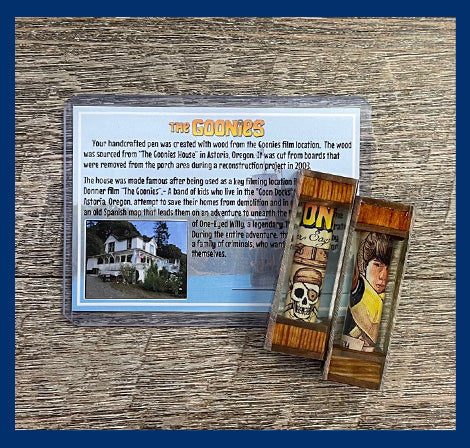 THE GOONIES
Your handcrafted pen was created with wood from the Goonies film location. The wood
was sourced from "The Goonies House" in Astoria, Oregon. It was cut from boards that
were removed from the porch area during a reconstruction project in 2003.
The house was made famous after being used as a key filming location
Donner film "The Goonies".- A band of kids who live in the "Goon Docks"
Astoria, Oregon, attempt to save their homes from demolition and in
an old Spanish map that leads them on an adventure to unearth the
of One-Eyed Willy, a legendary
During the entire adventure, th
a family of criminals, who want
themselves.
ON